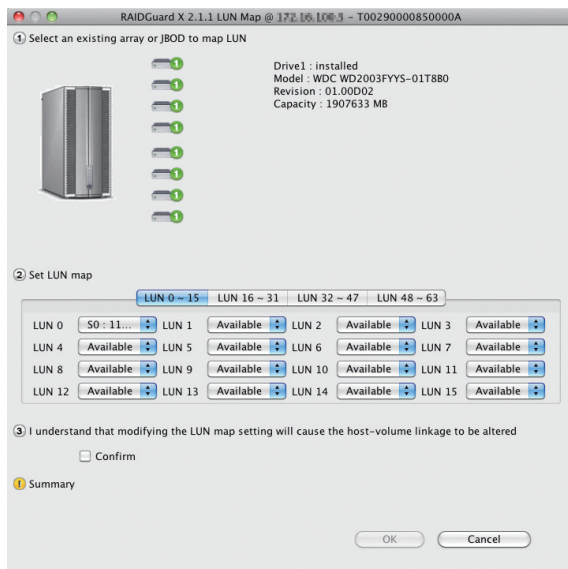 RAIDGuard X 2.1.1 LUN Map @ - T00290000850000A
1 Select an existing array or JBOD to map LUN
Drive1 : installed
Model : WDC WD2003FYYS-01T8B0
Revision : 01.00D02
Capacity : 1907633 MB
1
1
1
1
1
1
1
1
2 Set LUN map
LUN 0 ~ 15 LUN 16 ~ 31 LUN 32 ~ 47 LUN 48 ~ 63
LUN 0 S0 : 11... LUN 1 Available LUN 2 Available LUN 3 Available
LUN 4 Available LUN 5 Available LUN 6 Available LUN 7 Available
LUN 8 Available LUN 9 Available LUN 10 Available LUN 11 Available
LUN 12 Available LUN 13 Available LUN 14 Available LUN 15 Available
3 I understand that modifying the LUN map setting will cause the host-volume linkage to be altered
Confirm
! Summary
OK Cancel